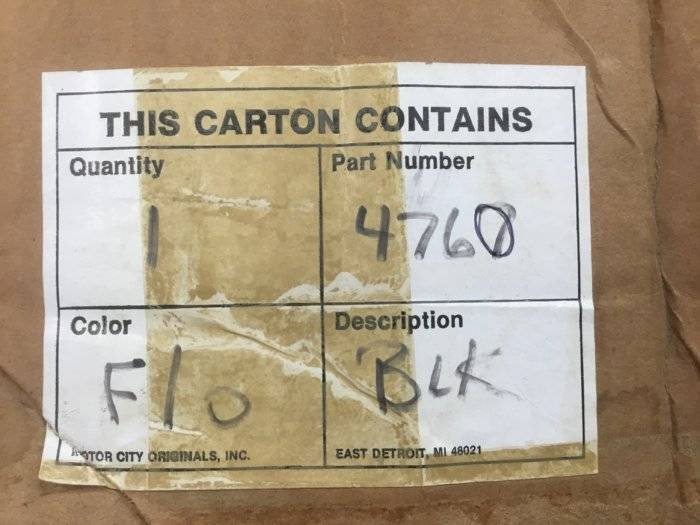 THIS CARTON CONTAINS
Quantity
Part Number
1
4760
Color
Description
F/o
BLK
MOTOR CITY ORIGINALS, INC.
EAST DETROIT, MI 48021